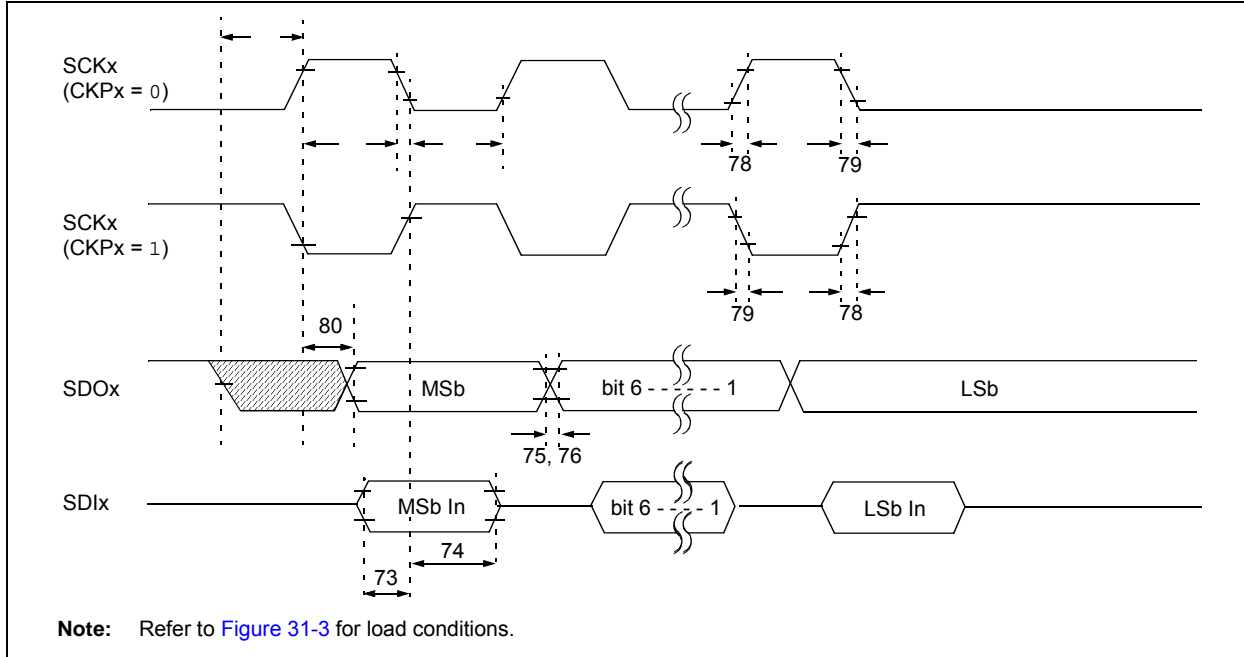 SCKx
(CKPx = 0)
78
79
SCKx
(CKPx = 1)
79
78
80
SDOx
MSb
bit 6 - - - - - - 1
LSb
75, 76
SDIx
MSb In
bit 6 - - - - 1
LSb In
74
73
Note: Refer to Figure 31-3 for load conditions.